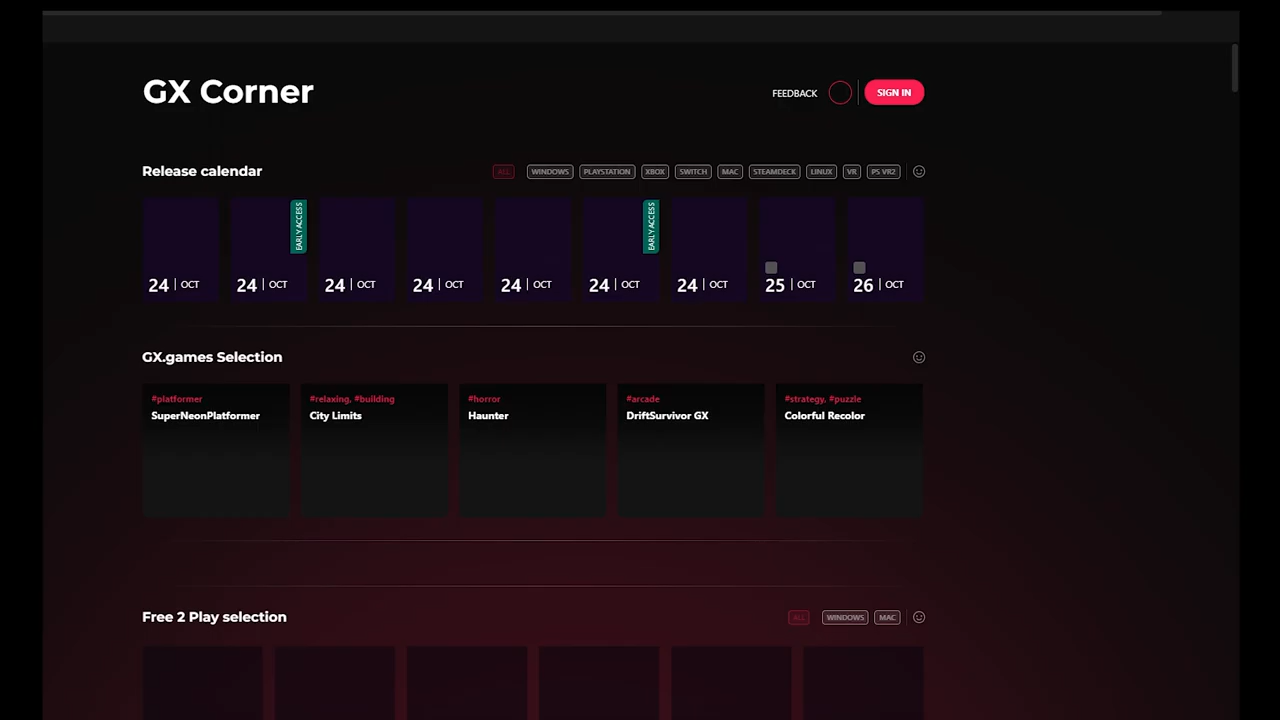 GX Corner
FEEDBACK
SIGN IN
Release calendar
ALL
WINDOWS
PLAYSTATION
XBOX
SWITCH
MAC
STEAMDECK
LINUX
VR
PS VR2
24 | OCT
EARLY ACCESS
24 | OCT
24 | OCT
24 | OCT
24 | OCT
EARLY ACCESS
24 | OCT
24 | OCT
25 | OCT
26 | OCT
GX.games Selection
#platformer
SuperNeonPlatformer
#relaxing, #building
City Limits
#horror
Haunter
#arcade
DriftSurvivor GX
#strategy, #puzzle
Colorful Recolor
Free 2 Play selection
ALL
WINDOWS
MAC